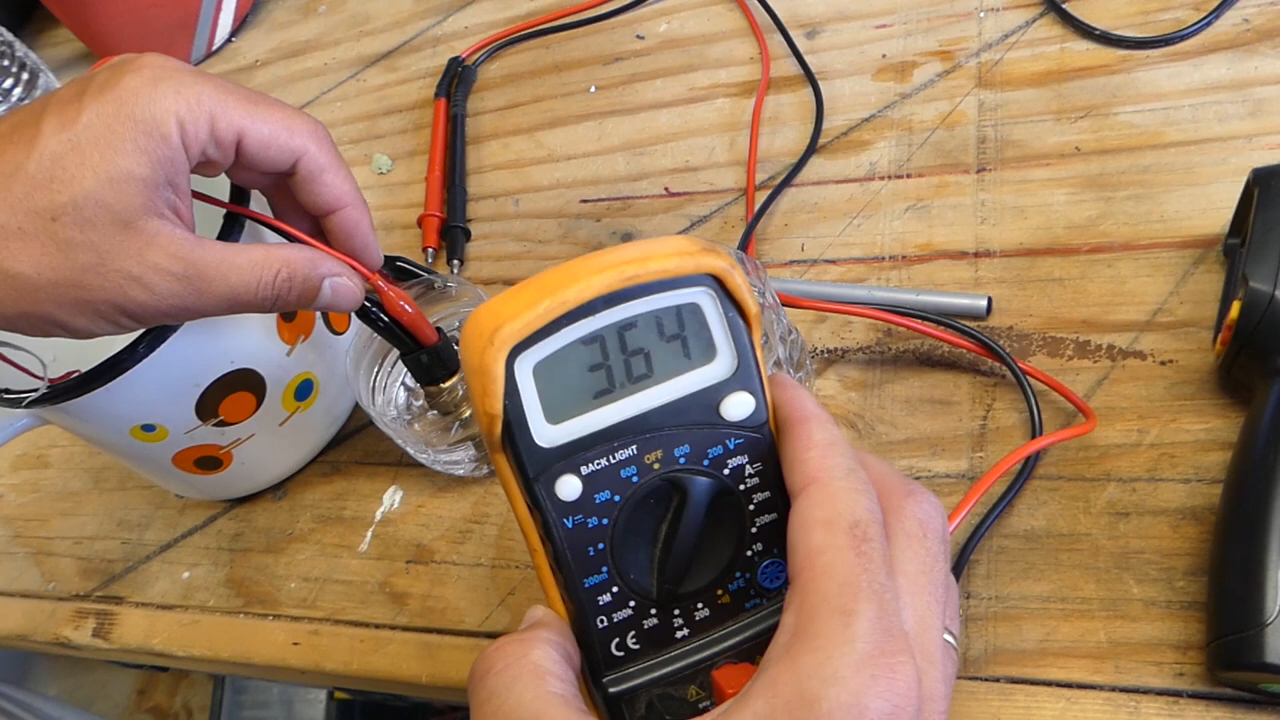 3.64
BACK LIGHT
OFF
600
600
200
V~
200
200µ
A
V
2m
20
20m
2
200m
200m
10
2M
hFE
Ω
200k
20k
2k
200
CE